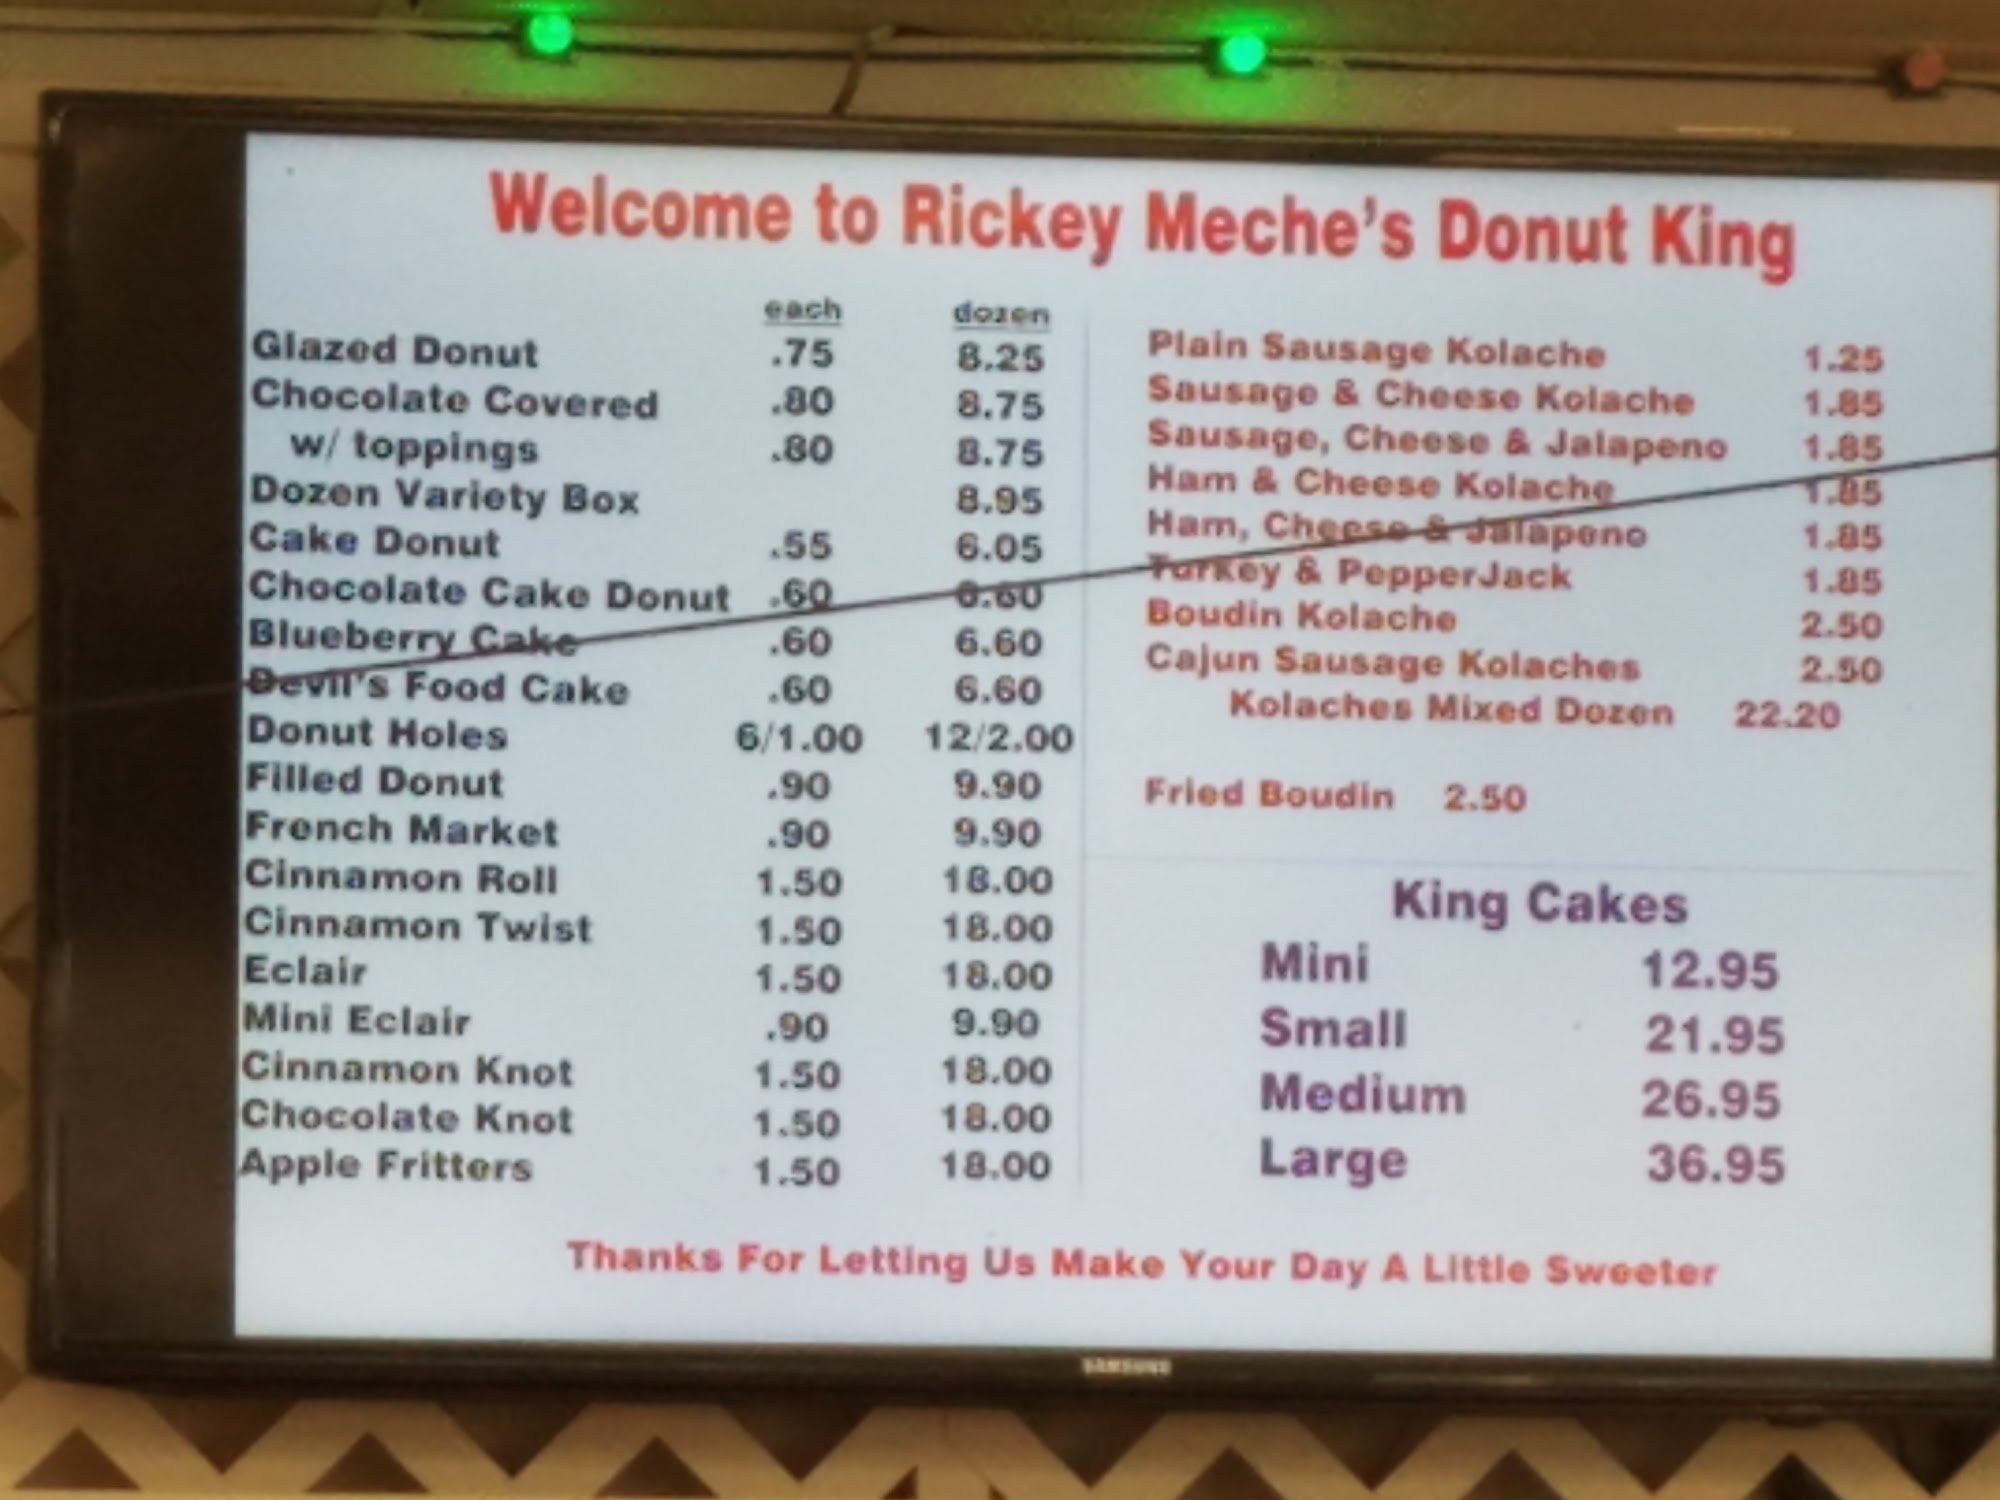 Welcome to Rickey Meche's Donut King
each dozen
Glazed Donut .75 8.25
Chocolate Covered .80 8.75
w/ toppings .80 8.75
Dozen Variety Box 8.95
Cake Donut .55 6.05
Chocolate Cake Donut .60 6.60
Blueberry Cake .60 6.60
Devil's Food Cake .60 6.60
Donut Holes 6/1.00 12/2.00
Filled Donut .90 9.90
French Market .90 9.90
Cinnamon Roll 1.50 18.00
Cinnamon Twist 1.50 18.00
Eclair 1.50 18.00
Mini Eclair .90 9.90
Cinnamon Knot 1.50 18.00
Chocolate Knot 1.50 18.00
Apple Fritters 1.50 18.00
Plain Sausage Kolache 1.25
Sausage & Cheese Kolache 1.85
Sausage, Cheese & Jalapeno 1.85
Ham & Cheese Kolache 1.85
Ham, Cheese & Jalapeno 1.85
Turkey & PepperJack 1.85
Boudin Kolache 2.50
Cajun Sausage Kolaches 2.50
Kolaches Mixed Dozen 22.20
Fried Boudin 2.50
King Cakes
Mini 12.95
Small 21.95
Medium 26.95
Large 36.95
Thanks For Letting Us Make Your Day A Little Sweeter
SAMSUNG